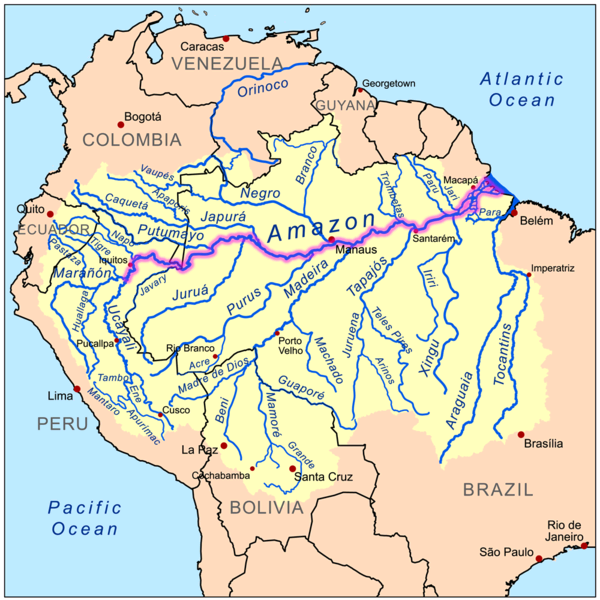 Caracas
VENEZUELA
Orinoco
Georgetown
GUYANA
Atlantic
Ocean
Bogotá
COLOMBIA
Vaupés
Apaporis
Caquetá
Negro
Branco
Trombetas
Paru
Jari
Macapá
Japurá
Putumayo
Quito
ECUADOR
Napo
Tigre
Pastaza
Iquitos
Marañón
Amazon
Manaus
Santarém
Para
Belém
Imperatriz
Javary
Juruá
Purus
Madeira
Tapajós
Iriri
Xingu
Huallaga
Ucayali
Pucallpa
Rio Branco
Acre
Madre de Dios
Porto
Velho
Machado
Juruena
Teles Pires
Arinos
Araguaia
Tocantins
Lima
Tambo
Ene
Mantaro
Apurimac
Cusco
PERU
Beni
Mamoré
Guaporé
Grande
La Paz
Cochabamba
Santa Cruz
BOLIVIA
Brasília
BRAZIL
Pacific
Ocean
Rio de
Janeiro
São Paulo